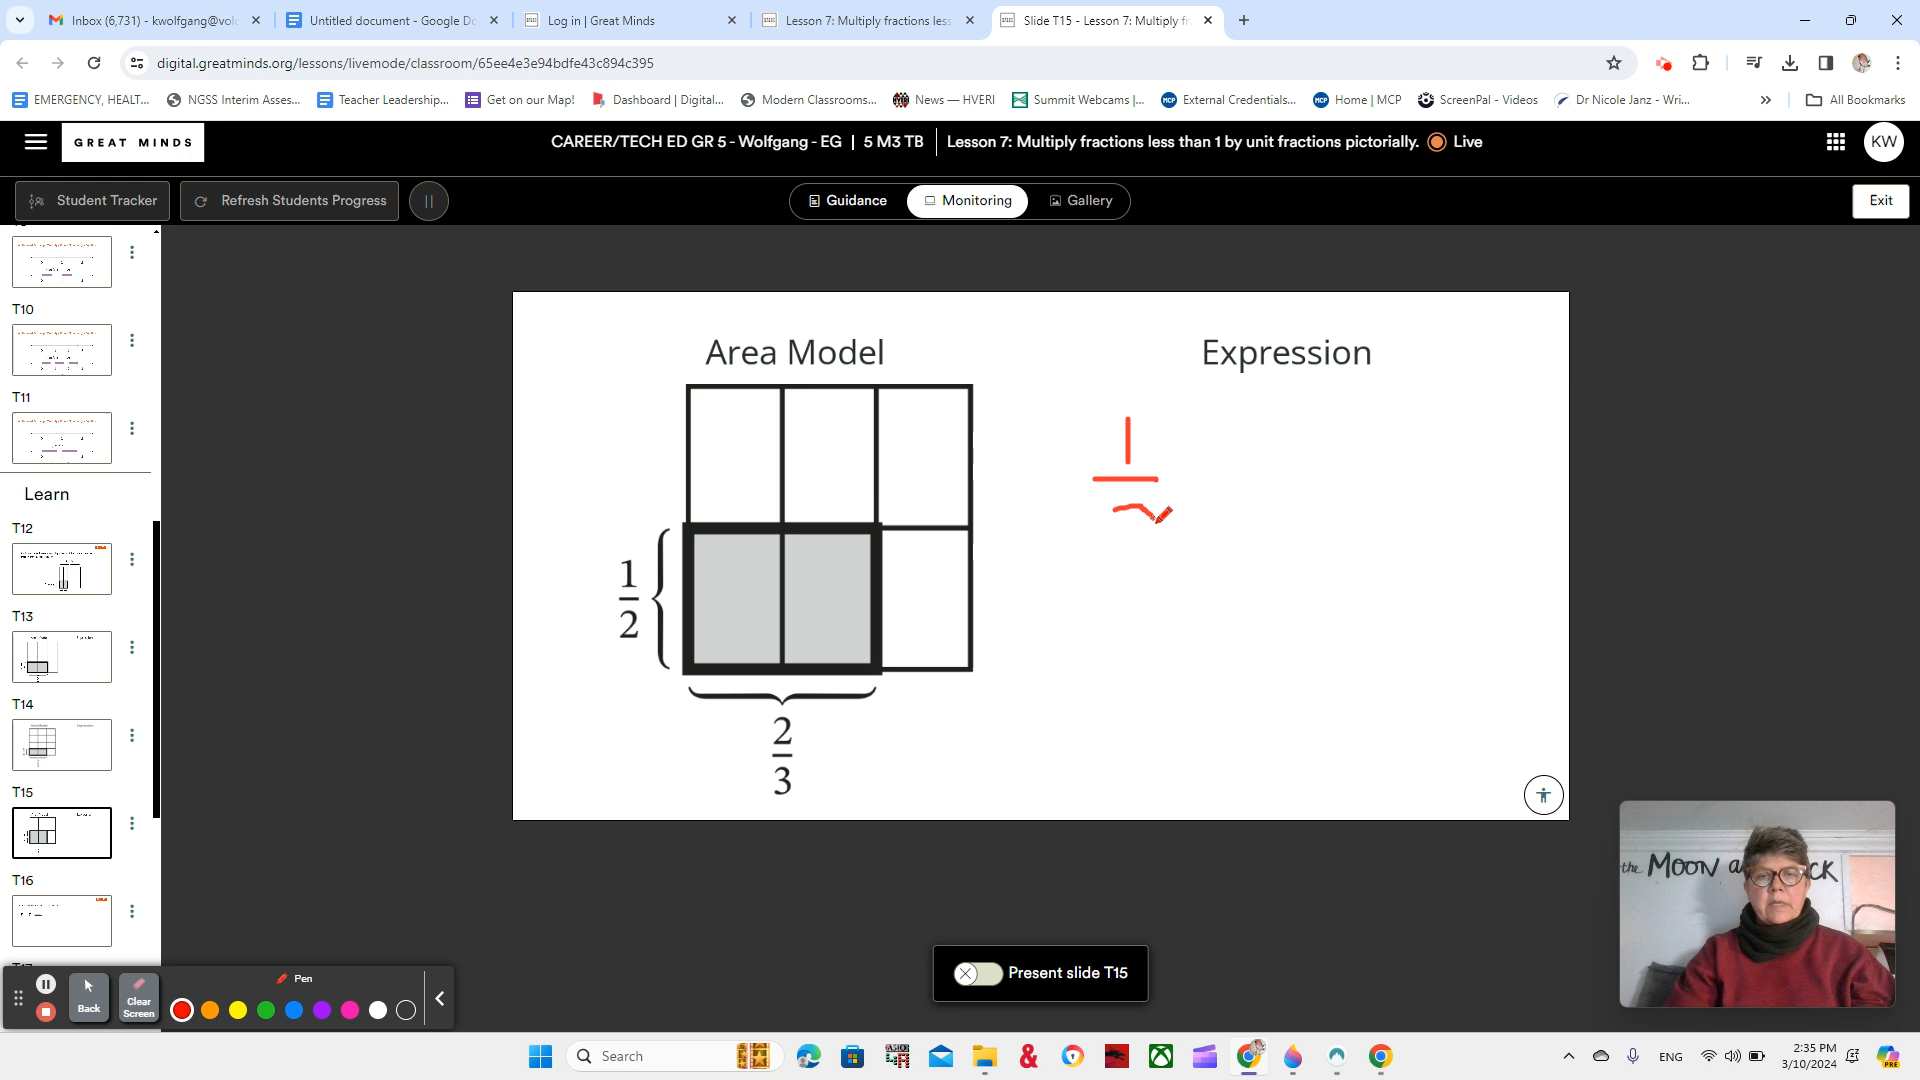 Inbox (6,731) - kwolfgang@vol
Untitled document - Google Do
Log in | Great Minds
Lesson 7: Multiply fractions less
Slide T15 - Lesson 7: Multiply fr
digital.greatminds.org/lessons/livemode/classroom/65ee4e3e94bdfe43c894c395
EMERGENCY, HEALT...
NGSS Interim Asses...
Teacher Leadership...
Get on our Map!
Dashboard | Digital...
Modern Classrooms...
News — HVERI
Summit Webcams |...
External Credentials...
Home | MCP
ScreenPal - Videos
Dr Nicole Janz - Wri...
All Bookmarks
GREAT MINDS
CAREER/TECH ED GR 5 - Wolfgang - EG | 5 M3 TB
Lesson 7: Multiply fractions less than 1 by unit fractions pictorially.
Live
KW
Student Tracker
Refresh Students Progress
Guidance
Monitoring
Gallery
Exit
T10
T11
Learn
T12
T13
T14
T15
T16
Area Model
Expression
1
1
2
2
3
Present slide T15
the MOON a CK
Pen
Back
Clear
Screen
Search
ENG
2:35 PM
3/10/2024